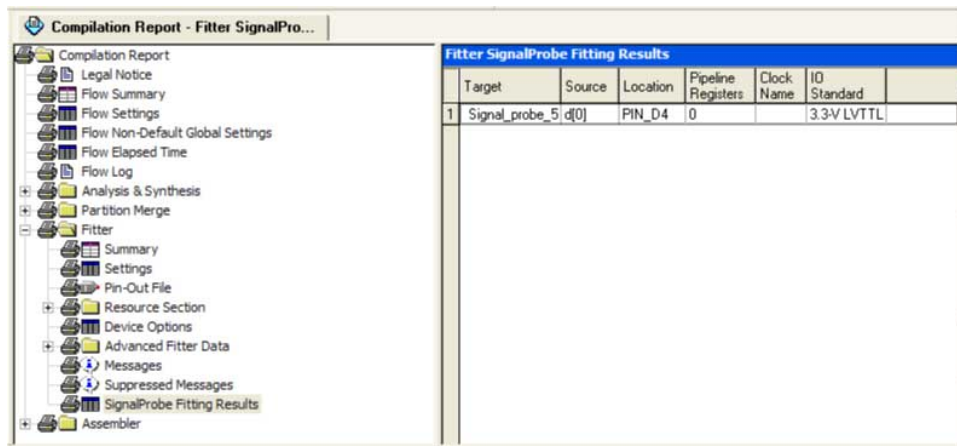 Compilation Report - Fitter SignalPro...
Compilation Report
Legal Notice
Flow Summary
Flow Settings
Flow Non-Default Global Settings
Flow Elapsed Time
Flow Log
Analysis & Synthesis
Partition Merge
Fitter
Summary
Settings
Pin-Out File
Resource Section
Device Options
Advanced Fitter Data
Messages
Suppressed Messages
SignalProbe Fitting Results
Assembler
Fitter SignalProbe Fitting Results
Target Source Location Pipeline Registers Clock Name IO Standard
1 Signal_probe_5 d[0] PIN_D4 0 3.3-V LVTTL